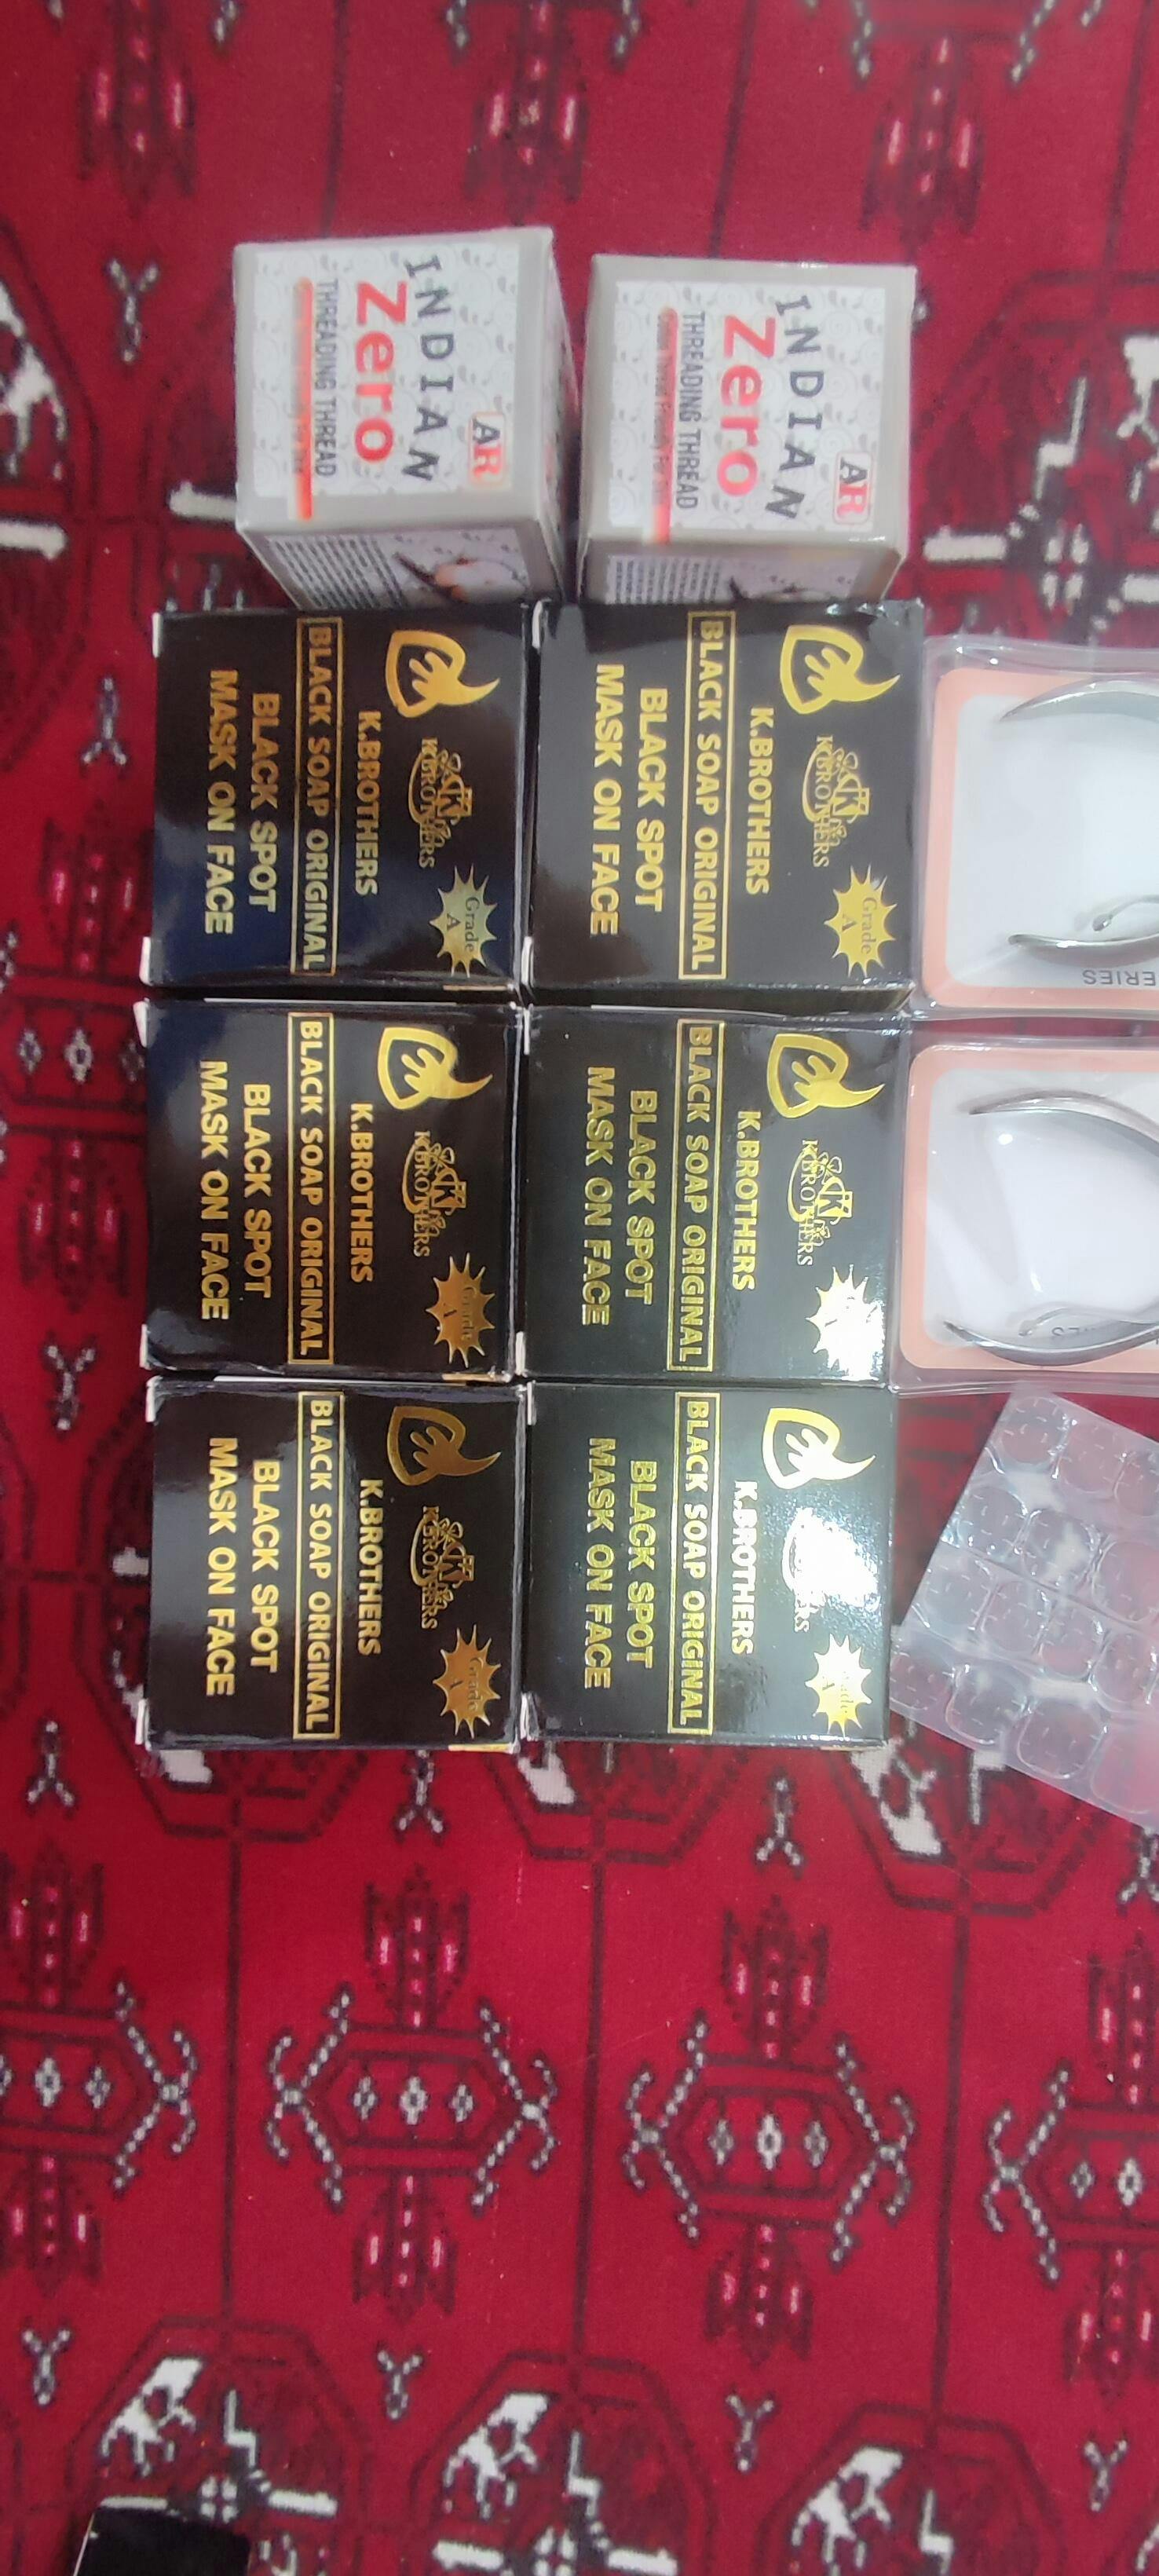 AR
INDIAN
Zero
THREADING THREAD
AR
INDIAN
Zero
THREADING THREAD
K.BROTHERS
Grade
A
K.BROTHERS
BLACK SOAP ORIGINAL
BLACK SPOT
MASK ON FACE
K.BROTHERS
Grade
A
K.BROTHERS
BLACK SOAP ORIGINAL
BLACK SPOT
MASK ON FACE
ERIES
K.BROTHERS
K.BROTHERS
BLACK SOAP ORIGINAL
BLACK SPOT
MASK ON FACE
K.BROTHERS
K.BROTHERS
BLACK SOAP ORIGINAL
BLACK SPOT
MASK ON FACE
K.BROTHERS
Grade
A
K.BROTHERS
BLACK SOAP ORIGINAL
BLACK SPOT
MASK ON FACE
K.BROTHERS
BLACK SOAP ORIGINAL
BLACK SPOT
MASK ON FACE